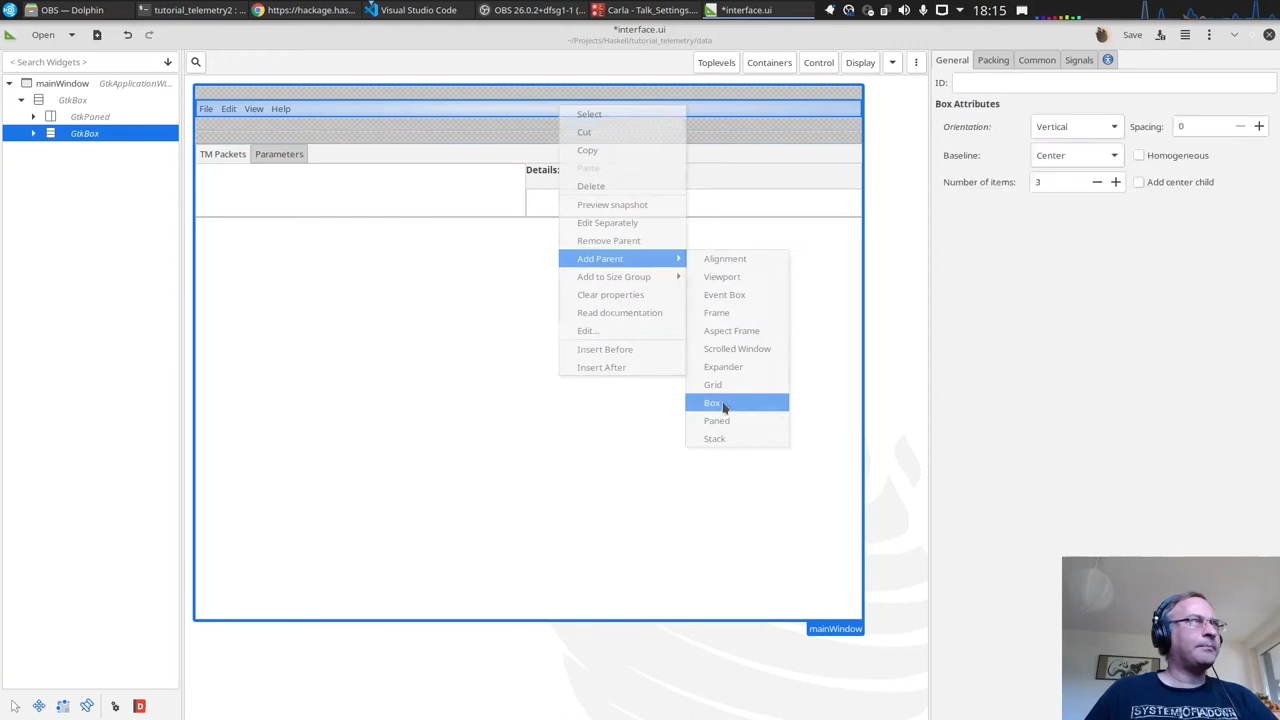 OBS — Dolphin
tutorial_telemetry2 : ...
https://hackage.has...
Visual Studio Code
OBS 26.0.2+dfsg1-1 (...
Carla - Talk_Settings....
*interface.ui
18:15
Open
*interface.ui
~/Projects/Haskell/tutorial_telemetry/data
Save
< Search Widgets >
Toplevels
Containers
Control
Display
General
Packing
Common
Signals
mainWindow
GtkApplicationWi...
GtkBox
GtkPaned
GtkBox
File
Edit
View
Help
TM Packets
Parameters
Details:
Select
Cut
Copy
Paste
Delete
Preview snapshot
Edit Separately
Remove Parent
Add Parent
Add to Size Group
Clear properties
Read documentation
Edit...
Insert Before
Insert After
Alignment
Viewport
Event Box
Frame
Aspect Frame
Scrolled Window
Expander
Grid
Box
Paned
Stack
mainWindow
ID:
Box Attributes
Orientation:
Vertical
Spacing:
0
Baseline:
Center
Homogeneous
Number of items:
3
Add center child
D